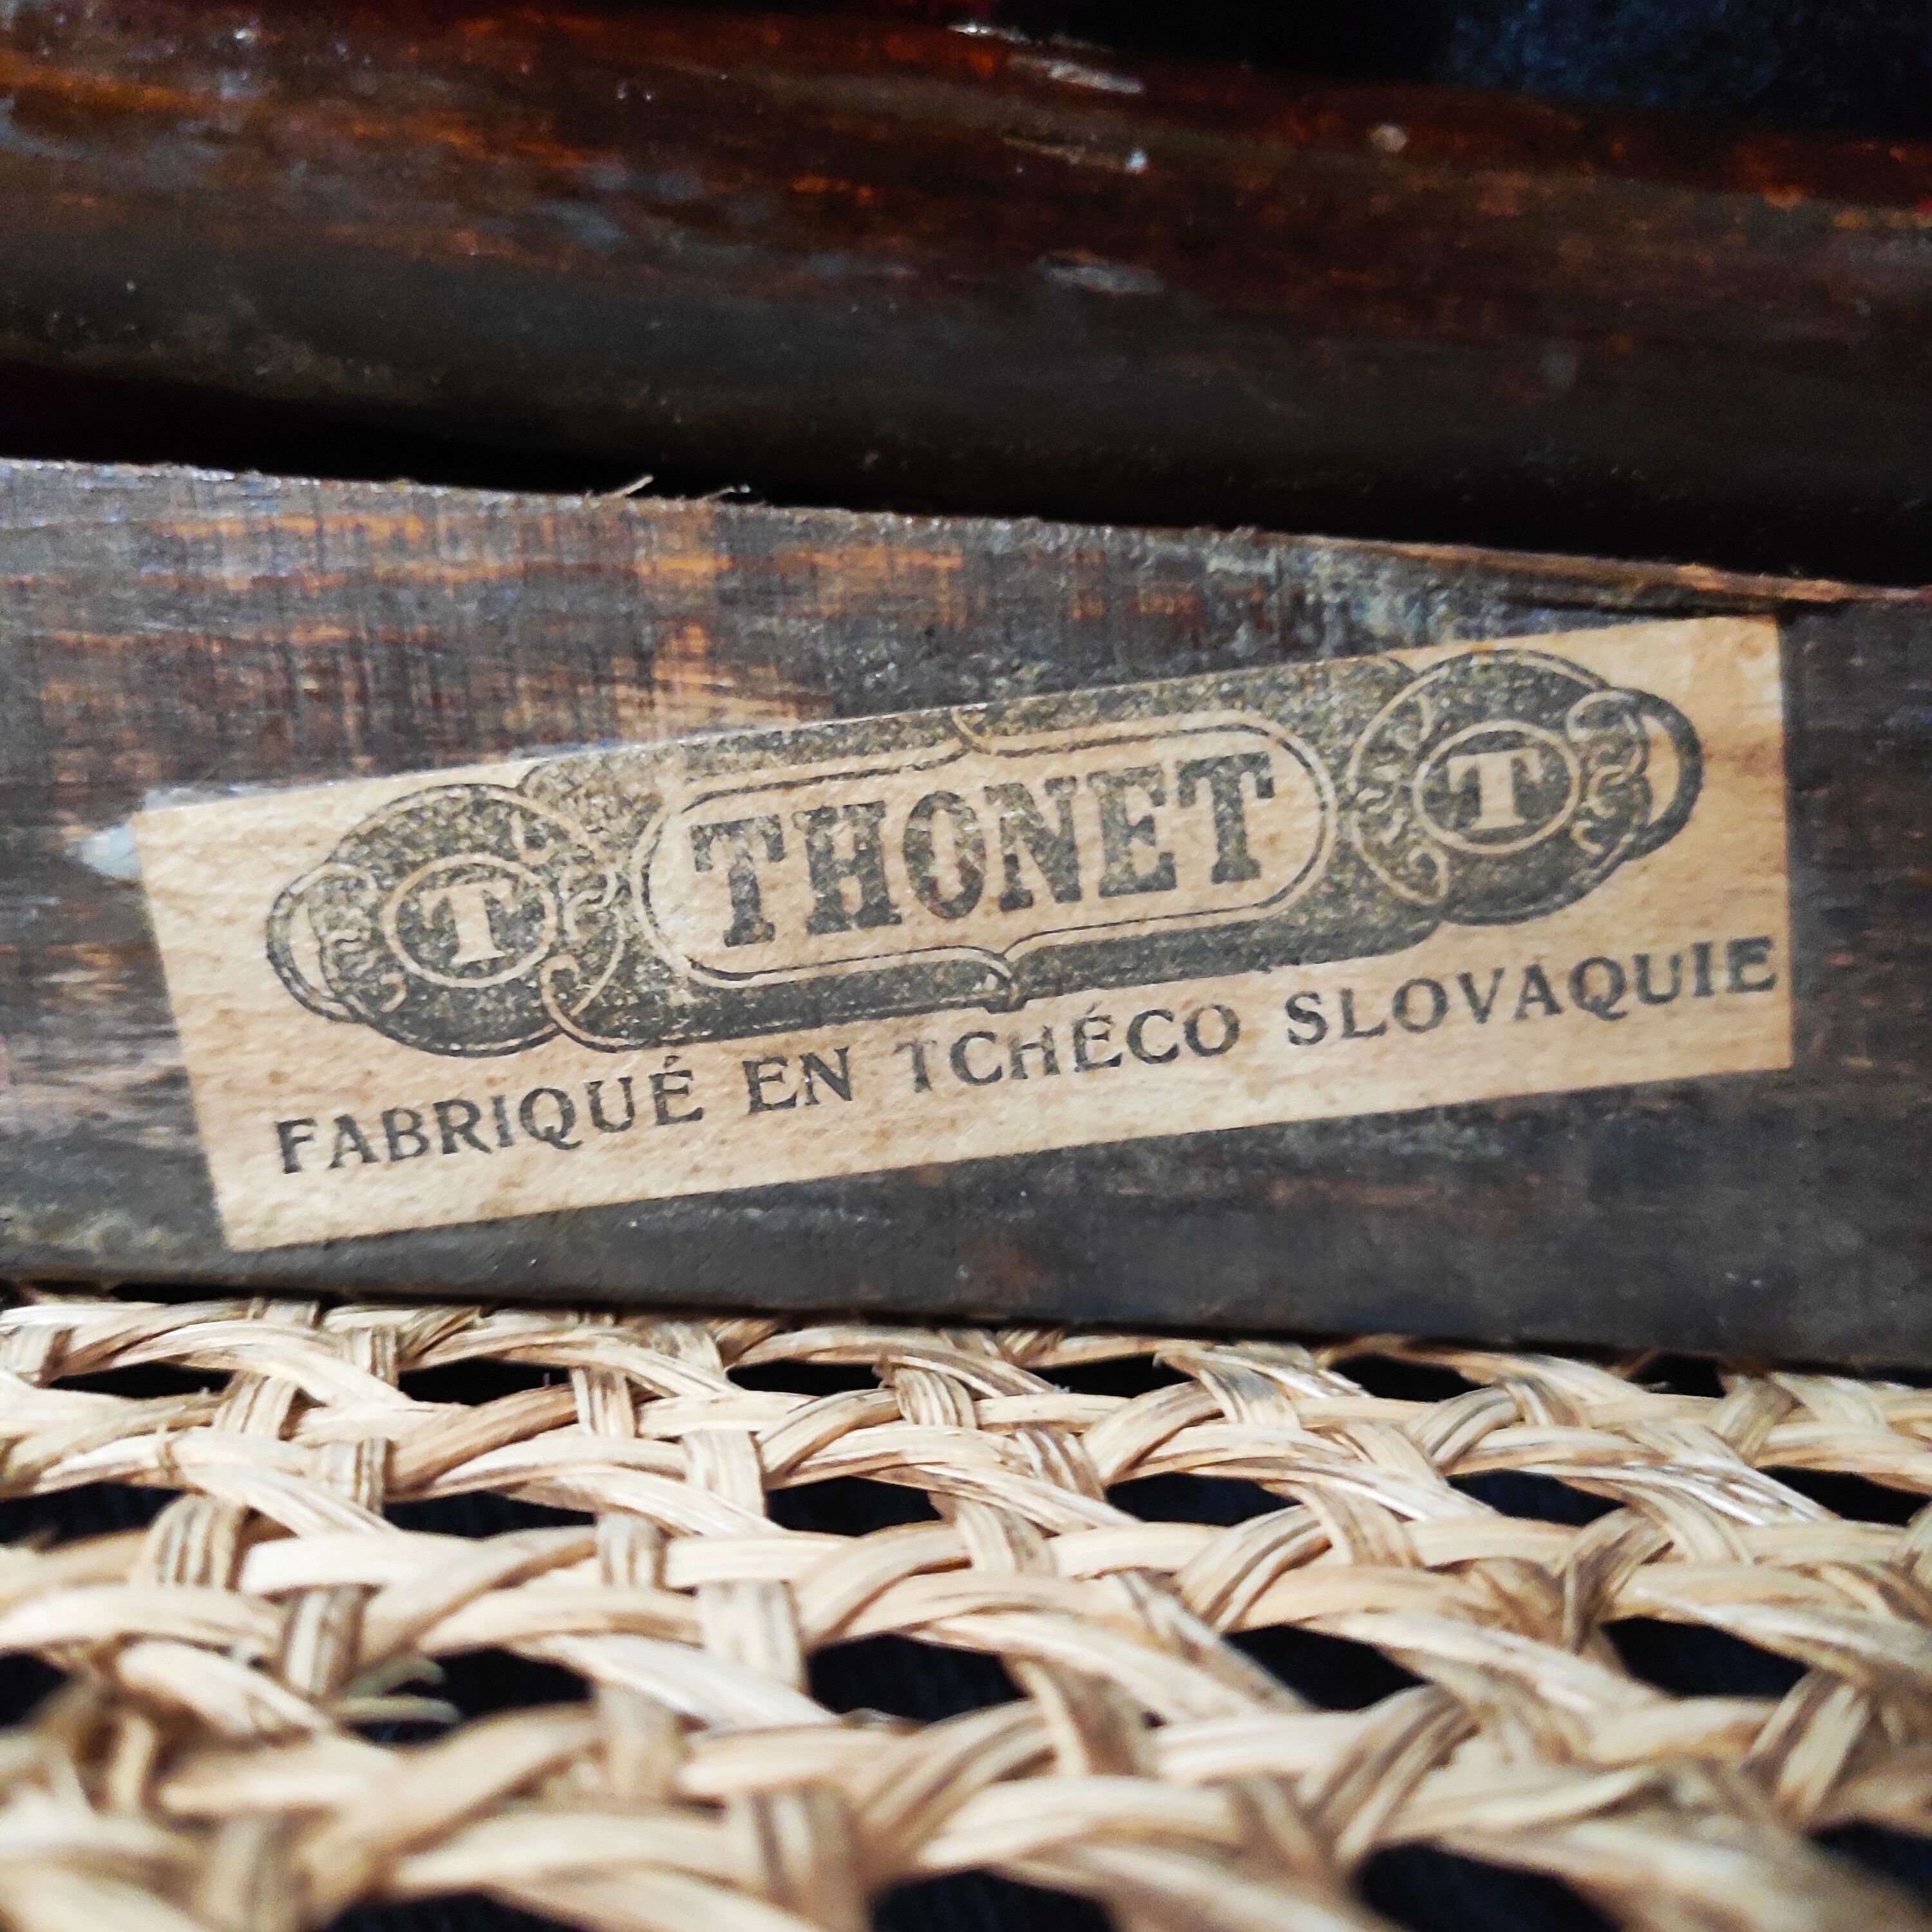 T THONET T
FABRIQUÉ EN TCHÉCO SLOVAQUIE